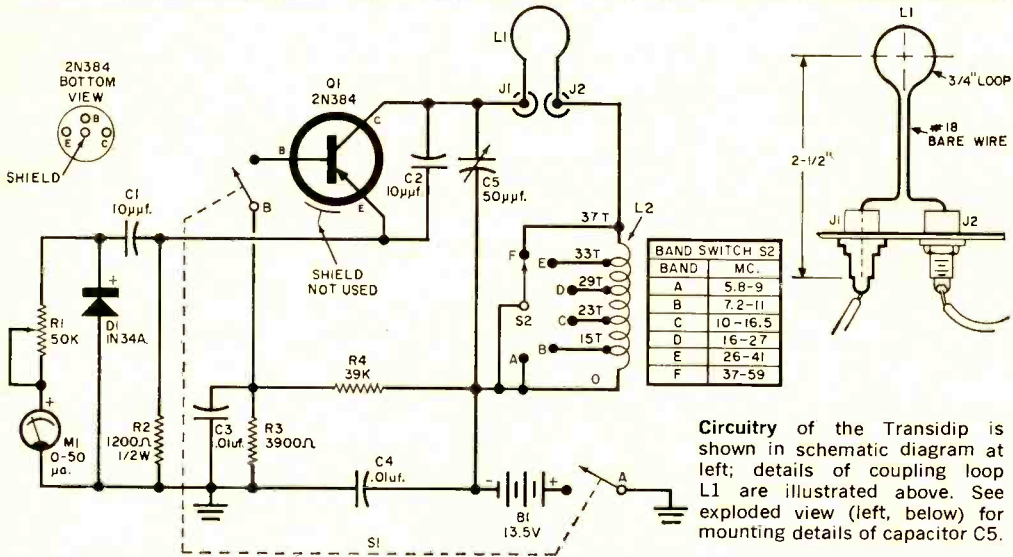 2N384
BOTTOM
VIEW
B
E
C
SHIELD
Q1
2N384
C
B
E
B
SHIELD
NOT USED
C1
10µµf.
C2
10µµf.
C5
50µµf.
L1
J1
J2
R1
50K
D1
1N34A.
+
+
M1
0-50
µa.
R2
1200Ω
1/2W
C3
.01uf.
R3
3900Ω
R4
39K
C4
.01uf.
S1
- +
B1
13.5V
A
37T
L2
F
E
33T
D
29T
S2
C
23T
B
15T
A
O
BAND SWITCH S2
BAND MC.
A 5.8-9
B 7.2-11
C 10-16.5
D 16-27
E 26-41
F 37-59
L1
3/4" LOOP
#18
BARE WIRE
2-1/2"
J1
J2
Circuitry of the Transidip is
shown in schematic diagram at
left; details of coupling loop
L1 are illustrated above. See
exploded view (left, below) for
mounting details of capacitor C5.